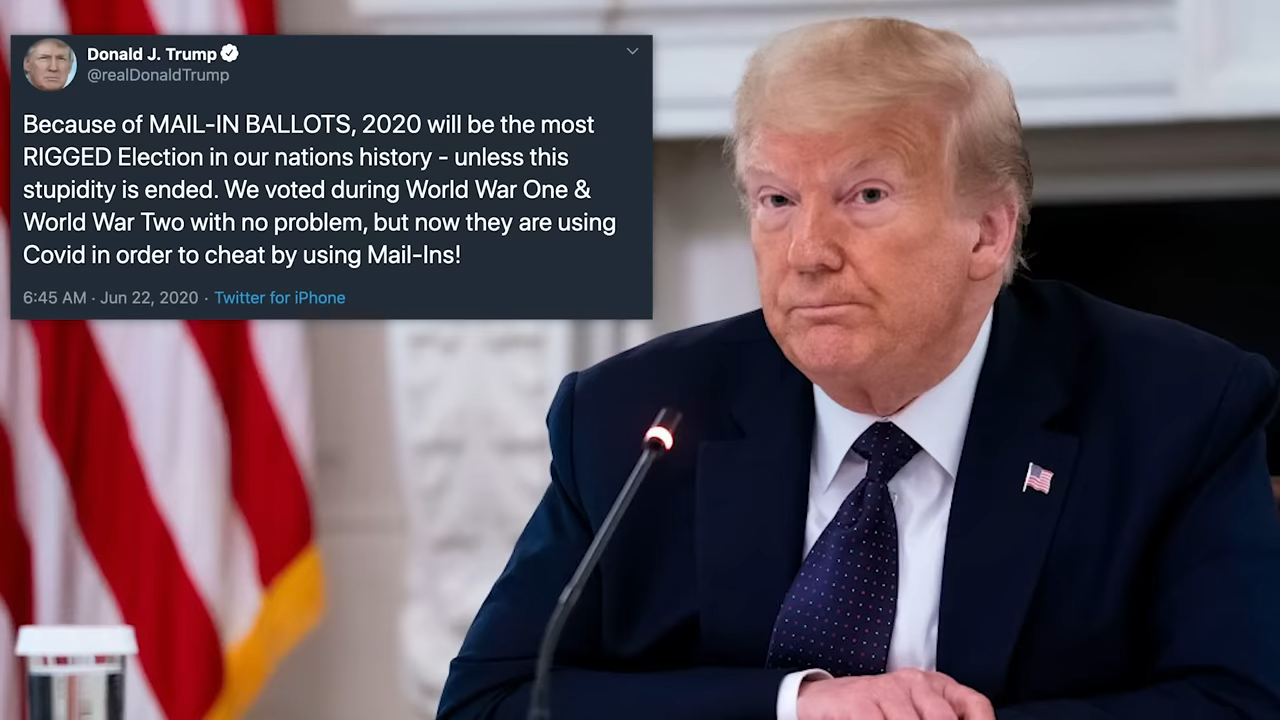 Donald J. Trump
@realDonaldTrump
Because of MAIL-IN BALLOTS, 2020 will be the most
RIGGED Election in our nations history - unless this
stupidity is ended. We voted during World War One &
World War Two with no problem, but now they are using
Covid in order to cheat by using Mail-Ins!
6:45 AM · Jun 22, 2020 · Twitter for iPhone